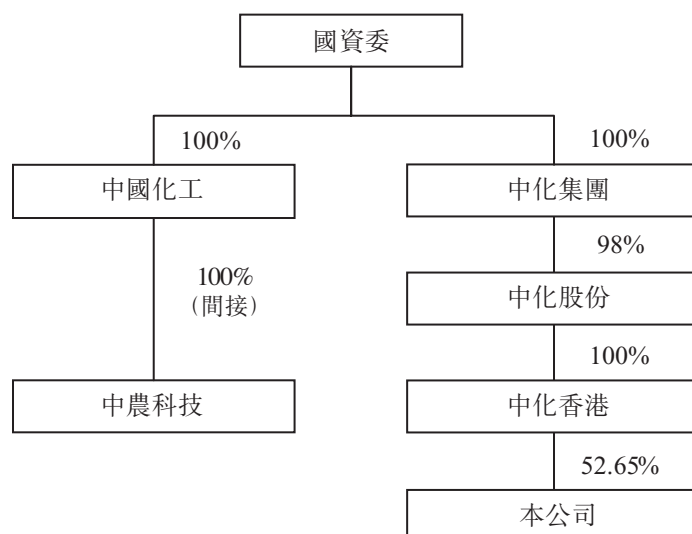 國資委
100%
100%
中國化工
中化集團
98%
100%
(間接)
中化股份
100%
中農科技
中化香港
52.65%
本公司